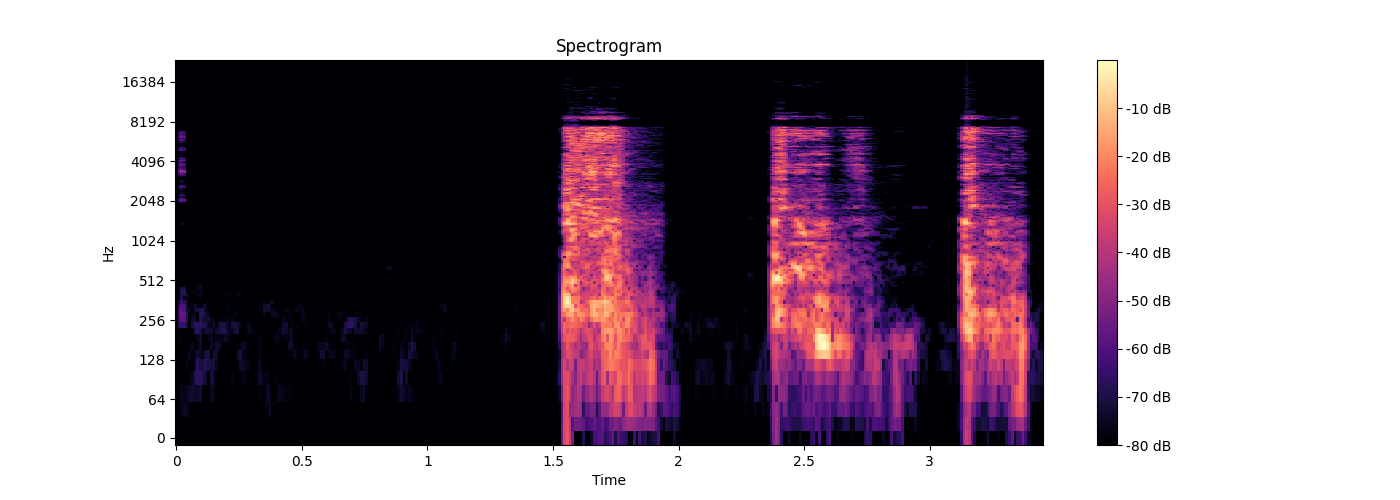 Spectrogram
16384
8192
4096
2048
1024
512
256
128
64
0
Hz
0
0.5
1
1.5
2
2.5
3
Time
-10 dB
-20 dB
-30 dB
-40 dB
-50 dB
-60 dB
-70 dB
-80 dB